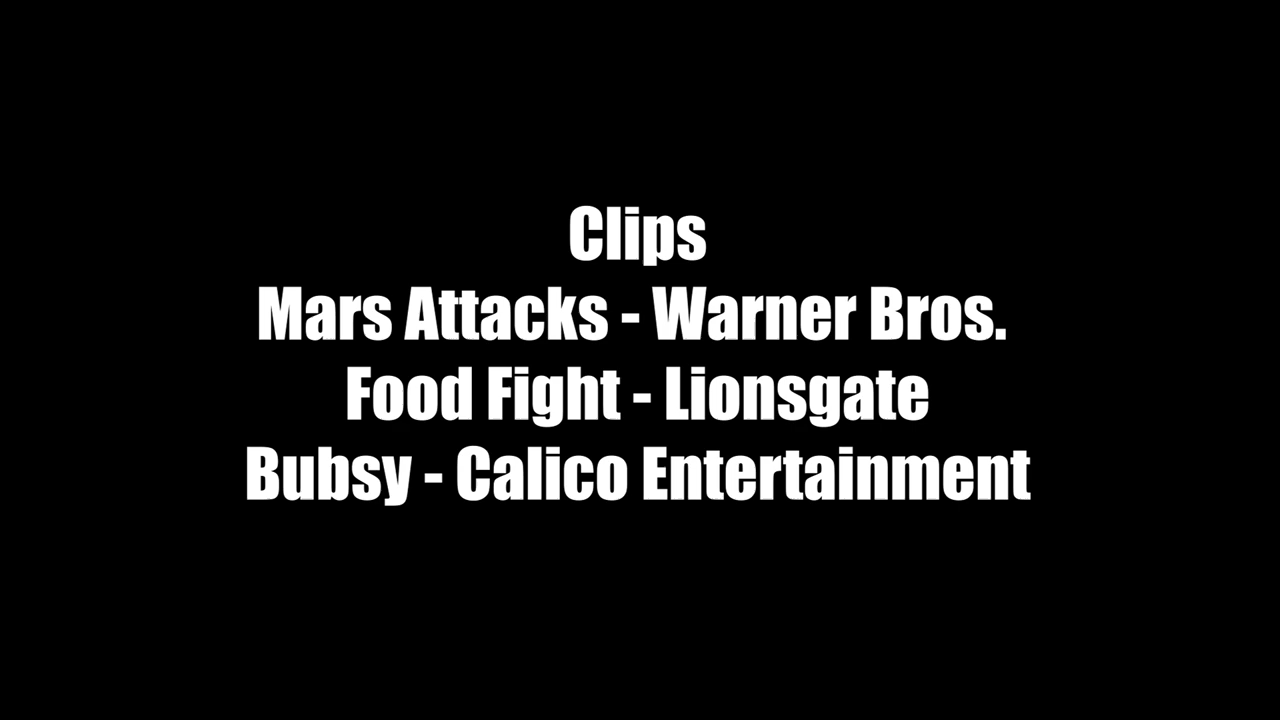 Clips
Mars Attacks - Warner Bros.
Food Fight - Lionsgate
Bubsy - Calico Entertainment